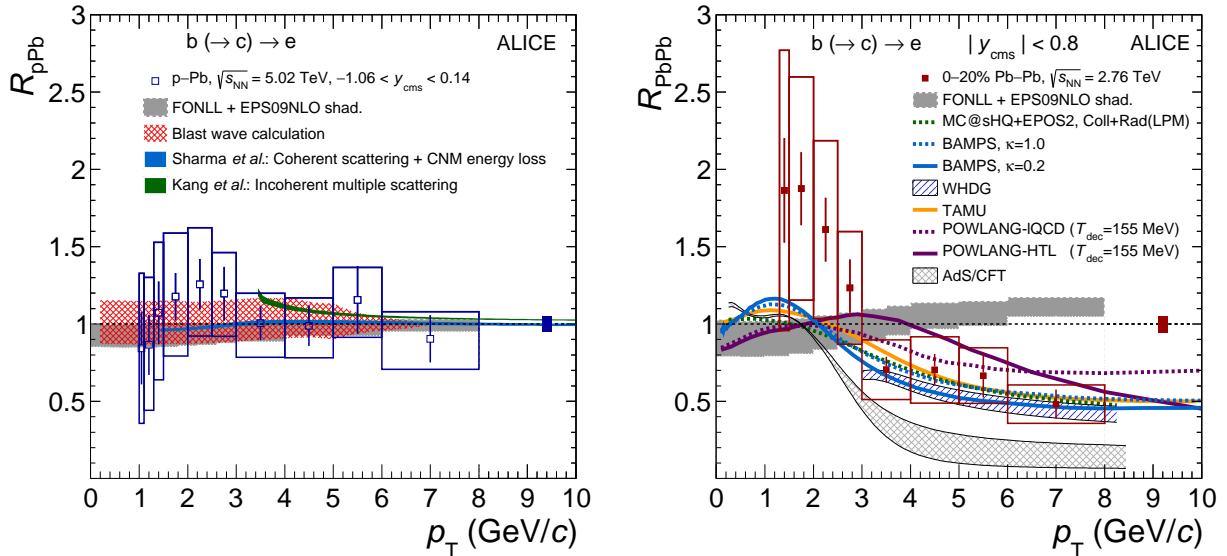 R_pPb
3
2.5
2
1.5
1
0.5
b (→ c) → e ALICE
p–Pb, √s_NN = 5.02 TeV, −1.06 < y_cms < 0.14
FONLL + EPS09NLO shad.
Blast wave calculation
Sharma et al.: Coherent scattering + CNM energy loss
Kang et al.: Incoherent multiple scattering
0 1 2 3 4 5 6 7 8 9 10
p_T (GeV/c)
R_PbPb
3
2.5
2
1.5
1
0.5
b (→ c) → e | y_cms | < 0.8 ALICE
0–20% Pb–Pb, √s_NN = 2.76 TeV
FONLL + EPS09NLO shad.
MC@sHQ+EPOS2, Coll+Rad(LPM)
BAMPS, κ=1.0
BAMPS, κ=0.2
WHDG
TAMU
POWLANG-lQCD (T_dec=155 MeV)
POWLANG-HTL (T_dec=155 MeV)
AdS/CFT
0 1 2 3 4 5 6 7 8 9 10
p_T (GeV/c)